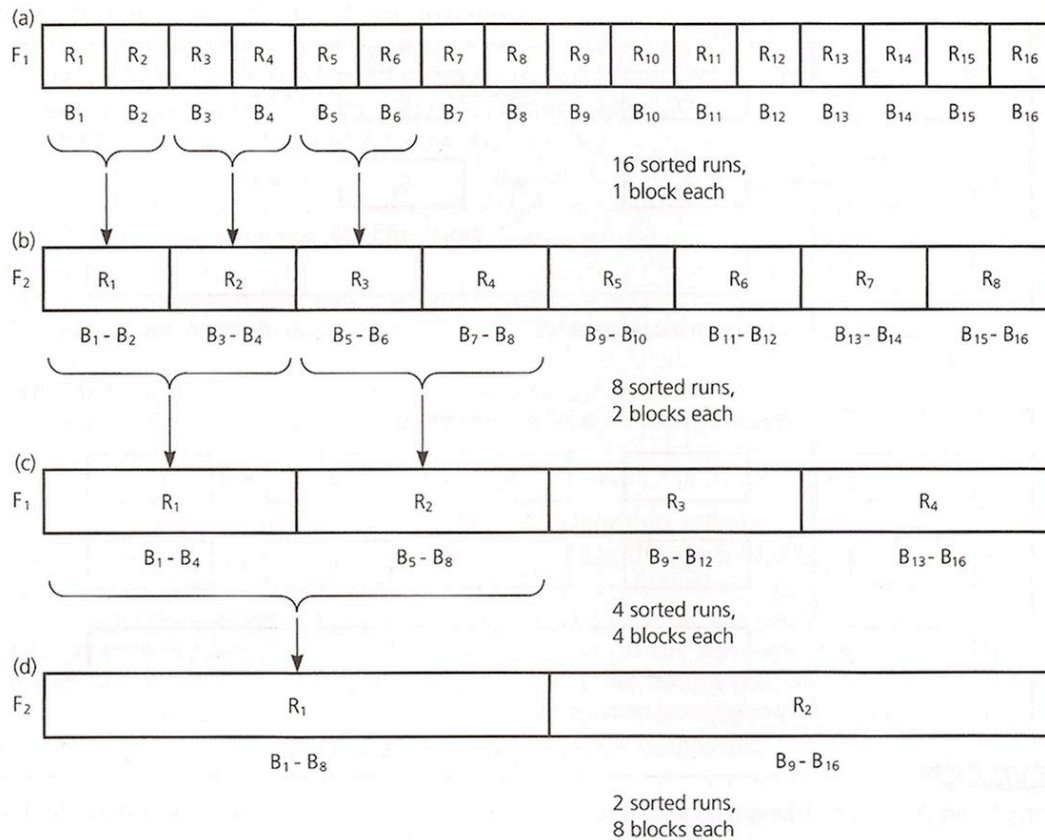 (a)
F₁ R₁ R₂ R₃ R₄ R₅ R₆ R₇ R₈ R₉ R₁₀ R₁₁ R₁₂ R₁₃ R₁₄ R₁₅ R₁₆
B₁ B₂ B₃ B₄ B₅ B₆ B₇ B₈ B₉ B₁₀ B₁₁ B₁₂ B₁₃ B₁₄ B₁₅ B₁₆
16 sorted runs,
1 block each
(b)
F₂ R₁ R₂ R₃ R₄ R₅ R₆ R₇ R₈
B₁ - B₂ B₃ - B₄ B₅ - B₆ B₇ - B₈ B₉ - B₁₀ B₁₁ - B₁₂ B₁₃ - B₁₄ B₁₅ - B₁₆
8 sorted runs,
2 blocks each
(c)
F₁ R₁ R₂ R₃ R₄
B₁ - B₄ B₅ - B₈ B₉ - B₁₂ B₁₃ - B₁₆
4 sorted runs,
4 blocks each
(d)
F₂ R₁ R₂
B₁ - B₈ B₉ - B₁₆
2 sorted runs,
8 blocks each